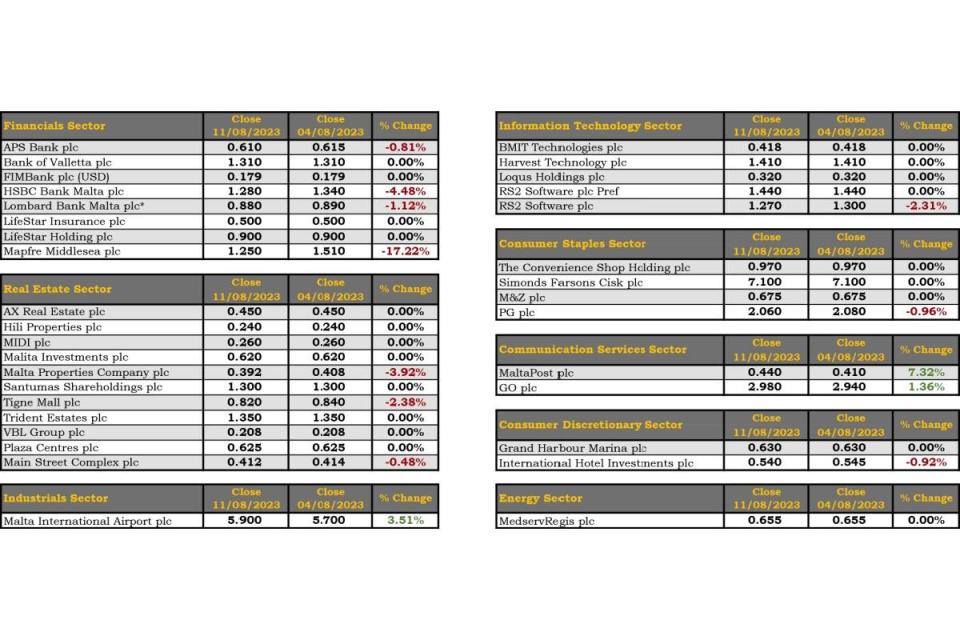 Financials Sector Close 11/08/2023 Close 04/08/2023 % Change
APS Bank plc 0.610 0.615 -0.81%
Bank of Valletta plc 1.310 1.310 0.00%
FIMBank plc (USD) 0.179 0.179 0.00%
HSBC Bank Malta plc 1.280 1.340 -4.48%
Lombard Bank Malta plc* 0.880 0.890 -1.12%
LifeStar Insurance plc 0.500 0.500 0.00%
LifeStar Holding plc 0.900 0.900 0.00%
Mapfre Middlesea plc 1.250 1.510 -17.22%
Real Estate Sector Close 11/08/2023 Close 04/08/2023 % Change
AX Real Estate plc 0.450 0.450 0.00%
Hili Properties plc 0.240 0.240 0.00%
MIDI plc 0.260 0.260 0.00%
Malita Investments plc 0.620 0.620 0.00%
Malta Properties Company plc 0.392 0.408 -3.92%
Santumas Shareholdings plc 1.300 1.300 0.00%
Tigne Mall plc 0.820 0.840 -2.38%
Trident Estates plc 1.350 1.350 0.00%
VBL Group plc 0.208 0.208 0.00%
Plaza Centres plc 0.625 0.625 0.00%
Main Street Complex plc 0.412 0.414 -0.48%
Industrials Sector Close 11/08/2023 Close 04/08/2023 % Change
Malta International Airport plc 5.900 5.700 3.51%
Information Technology Sector Close 11/08/2023 Close 04/08/2023 % Change
BMIT Technologies plc 0.418 0.418 0.00%
Harvest Technology plc 1.410 1.410 0.00%
Loqus Holdings plc 0.320 0.320 0.00%
RS2 Software plc Pref 1.440 1.440 0.00%
RS2 Software plc 1.270 1.300 -2.31%
Consumer Staples Sector Close 11/08/2023 Close 04/08/2023 % Change
The Convenience Shop Holding plc 0.970 0.970 0.00%
Simonds Farsons Cisk plc 7.100 7.100 0.00%
M&Z plc 0.675 0.675 0.00%
PG plc 2.060 2.080 -0.96%
Communication Services Sector Close 11/08/2023 Close 04/08/2023 % Change
MaltaPost plc 0.440 0.410 7.32%
GO plc 2.980 2.940 1.36%
Consumer Discretionary Sector Close 11/08/2023 Close 04/08/2023 % Change
Grand Harbour Marina plc 0.630 0.630 0.00%
International Hotel Investments plc 0.540 0.545 -0.92%
Energy Sector Close 11/08/2023 Close 04/08/2023 % Change
MedservRegis plc 0.655 0.655 0.00%